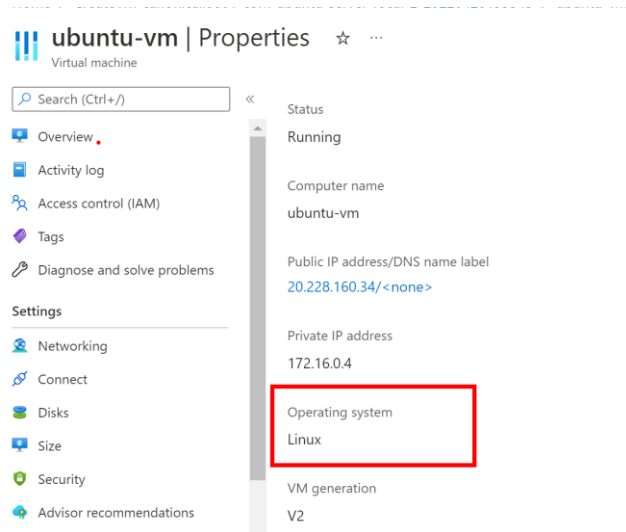 ubuntu-vm | Properties
Virtual machine
Search (Ctrl+/)
Overview
Activity log
Access control (IAM)
Tags
Diagnose and solve problems
Settings
Networking
Connect
Disks
Size
Security
Advisor recommendations
Status
Running
Computer name
ubuntu-vm
Public IP address/DNS name label
20.228.160.34/<none>
Private IP address
172.16.0.4
Operating system
Linux
VM generation
V2